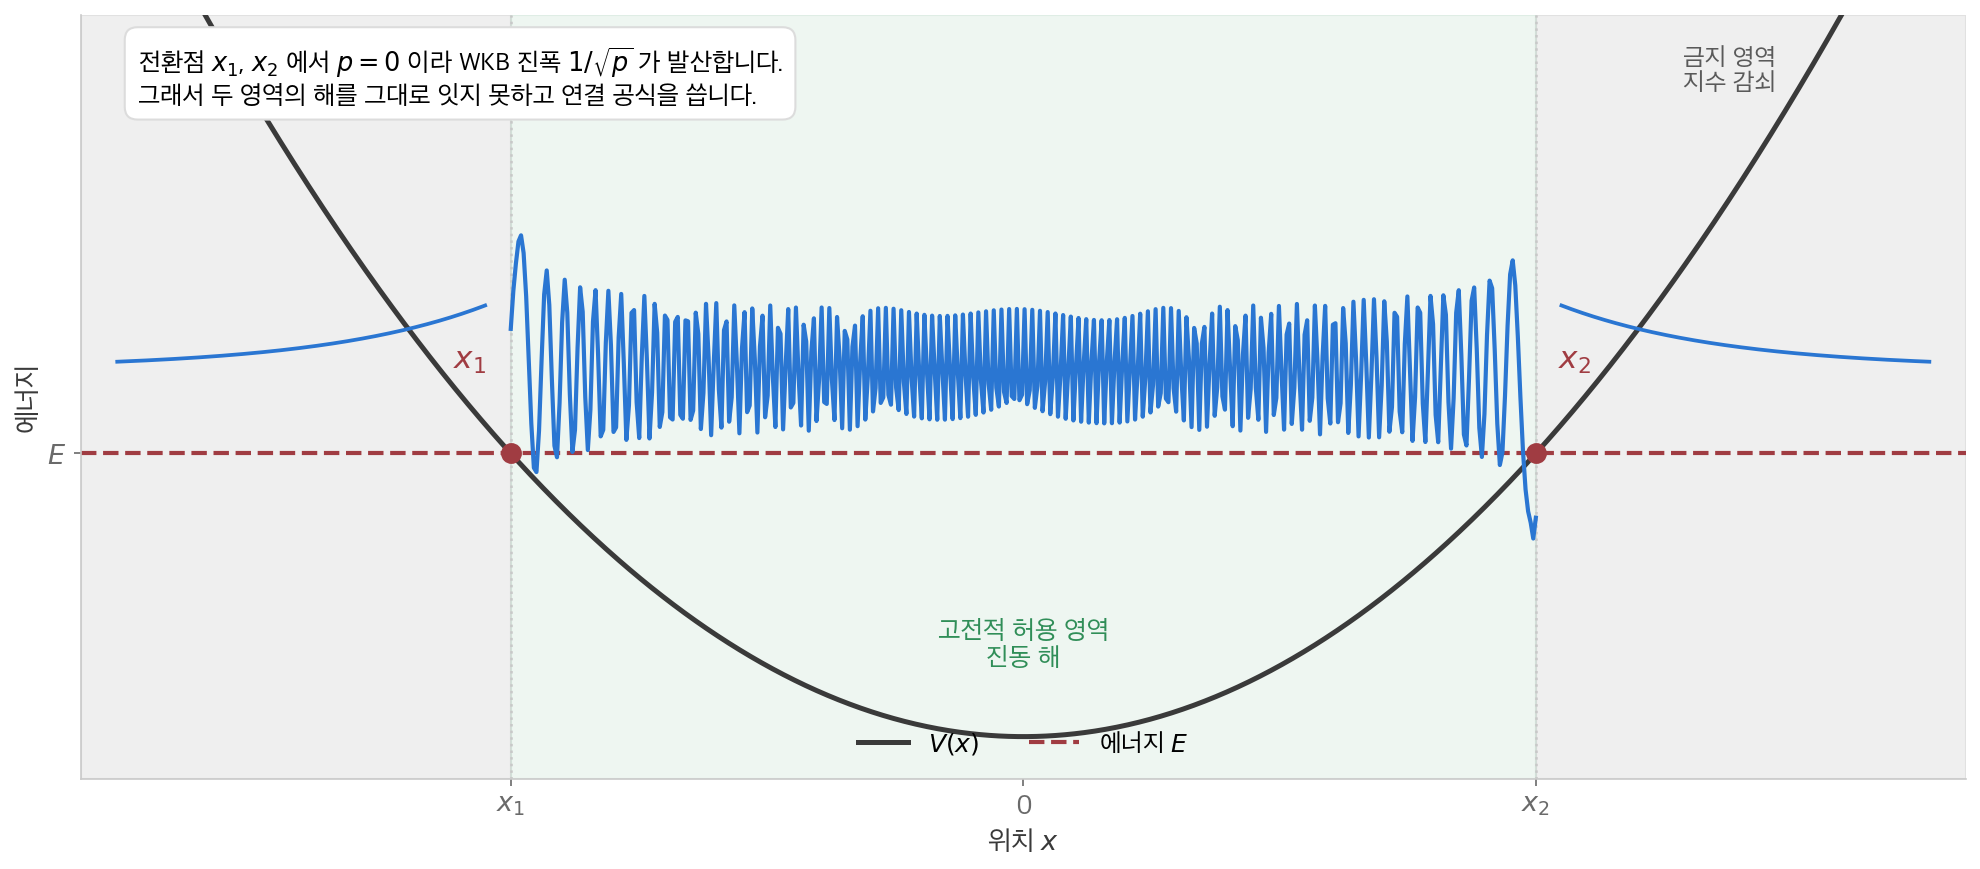 전환점 x₁, x₂ 에서 p = 0 이라 WKB 진폭 1/√p 가 발산합니다.
그래서 두 영역의 해를 그대로 잇지 못하고 연결 공식을 씁니다.
금지 영역
지수 감쇠
x₁
x₂
에너지
E
고전적 허용 영역
진동 해
V(x)
에너지 E
x₁
0
x₂
위치 x